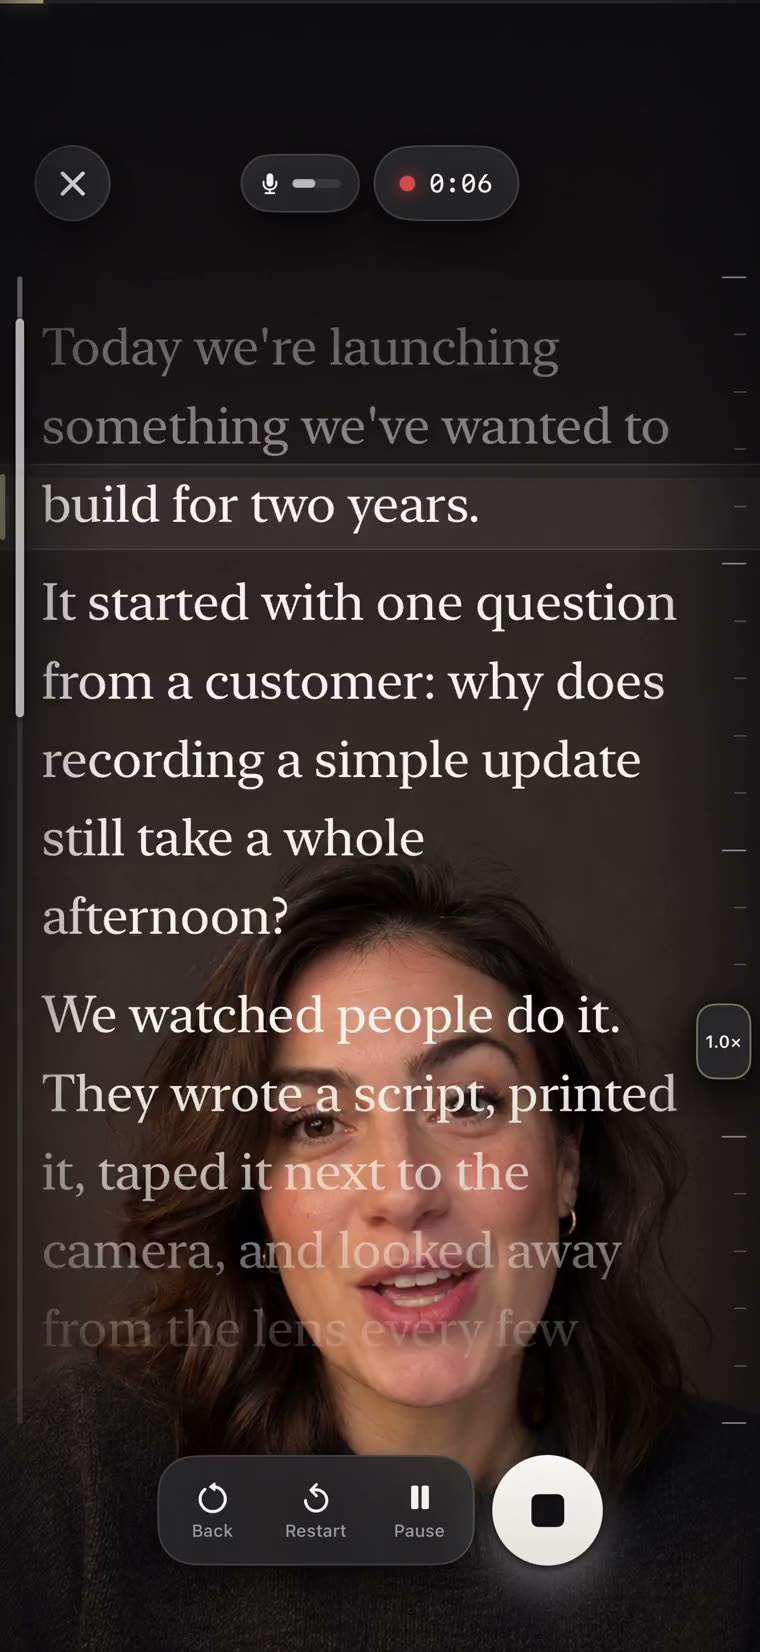 0:06
Today we're launching
something we've wanted to
build for two years.
It started with one question
from a customer: why does
recording a simple update
still take a whole
afternoon?
We watched people do it.
1.0×
They wrote a script, printed
it, taped it next to the
camera, and looked away
from the lens every few
Back Restart Pause